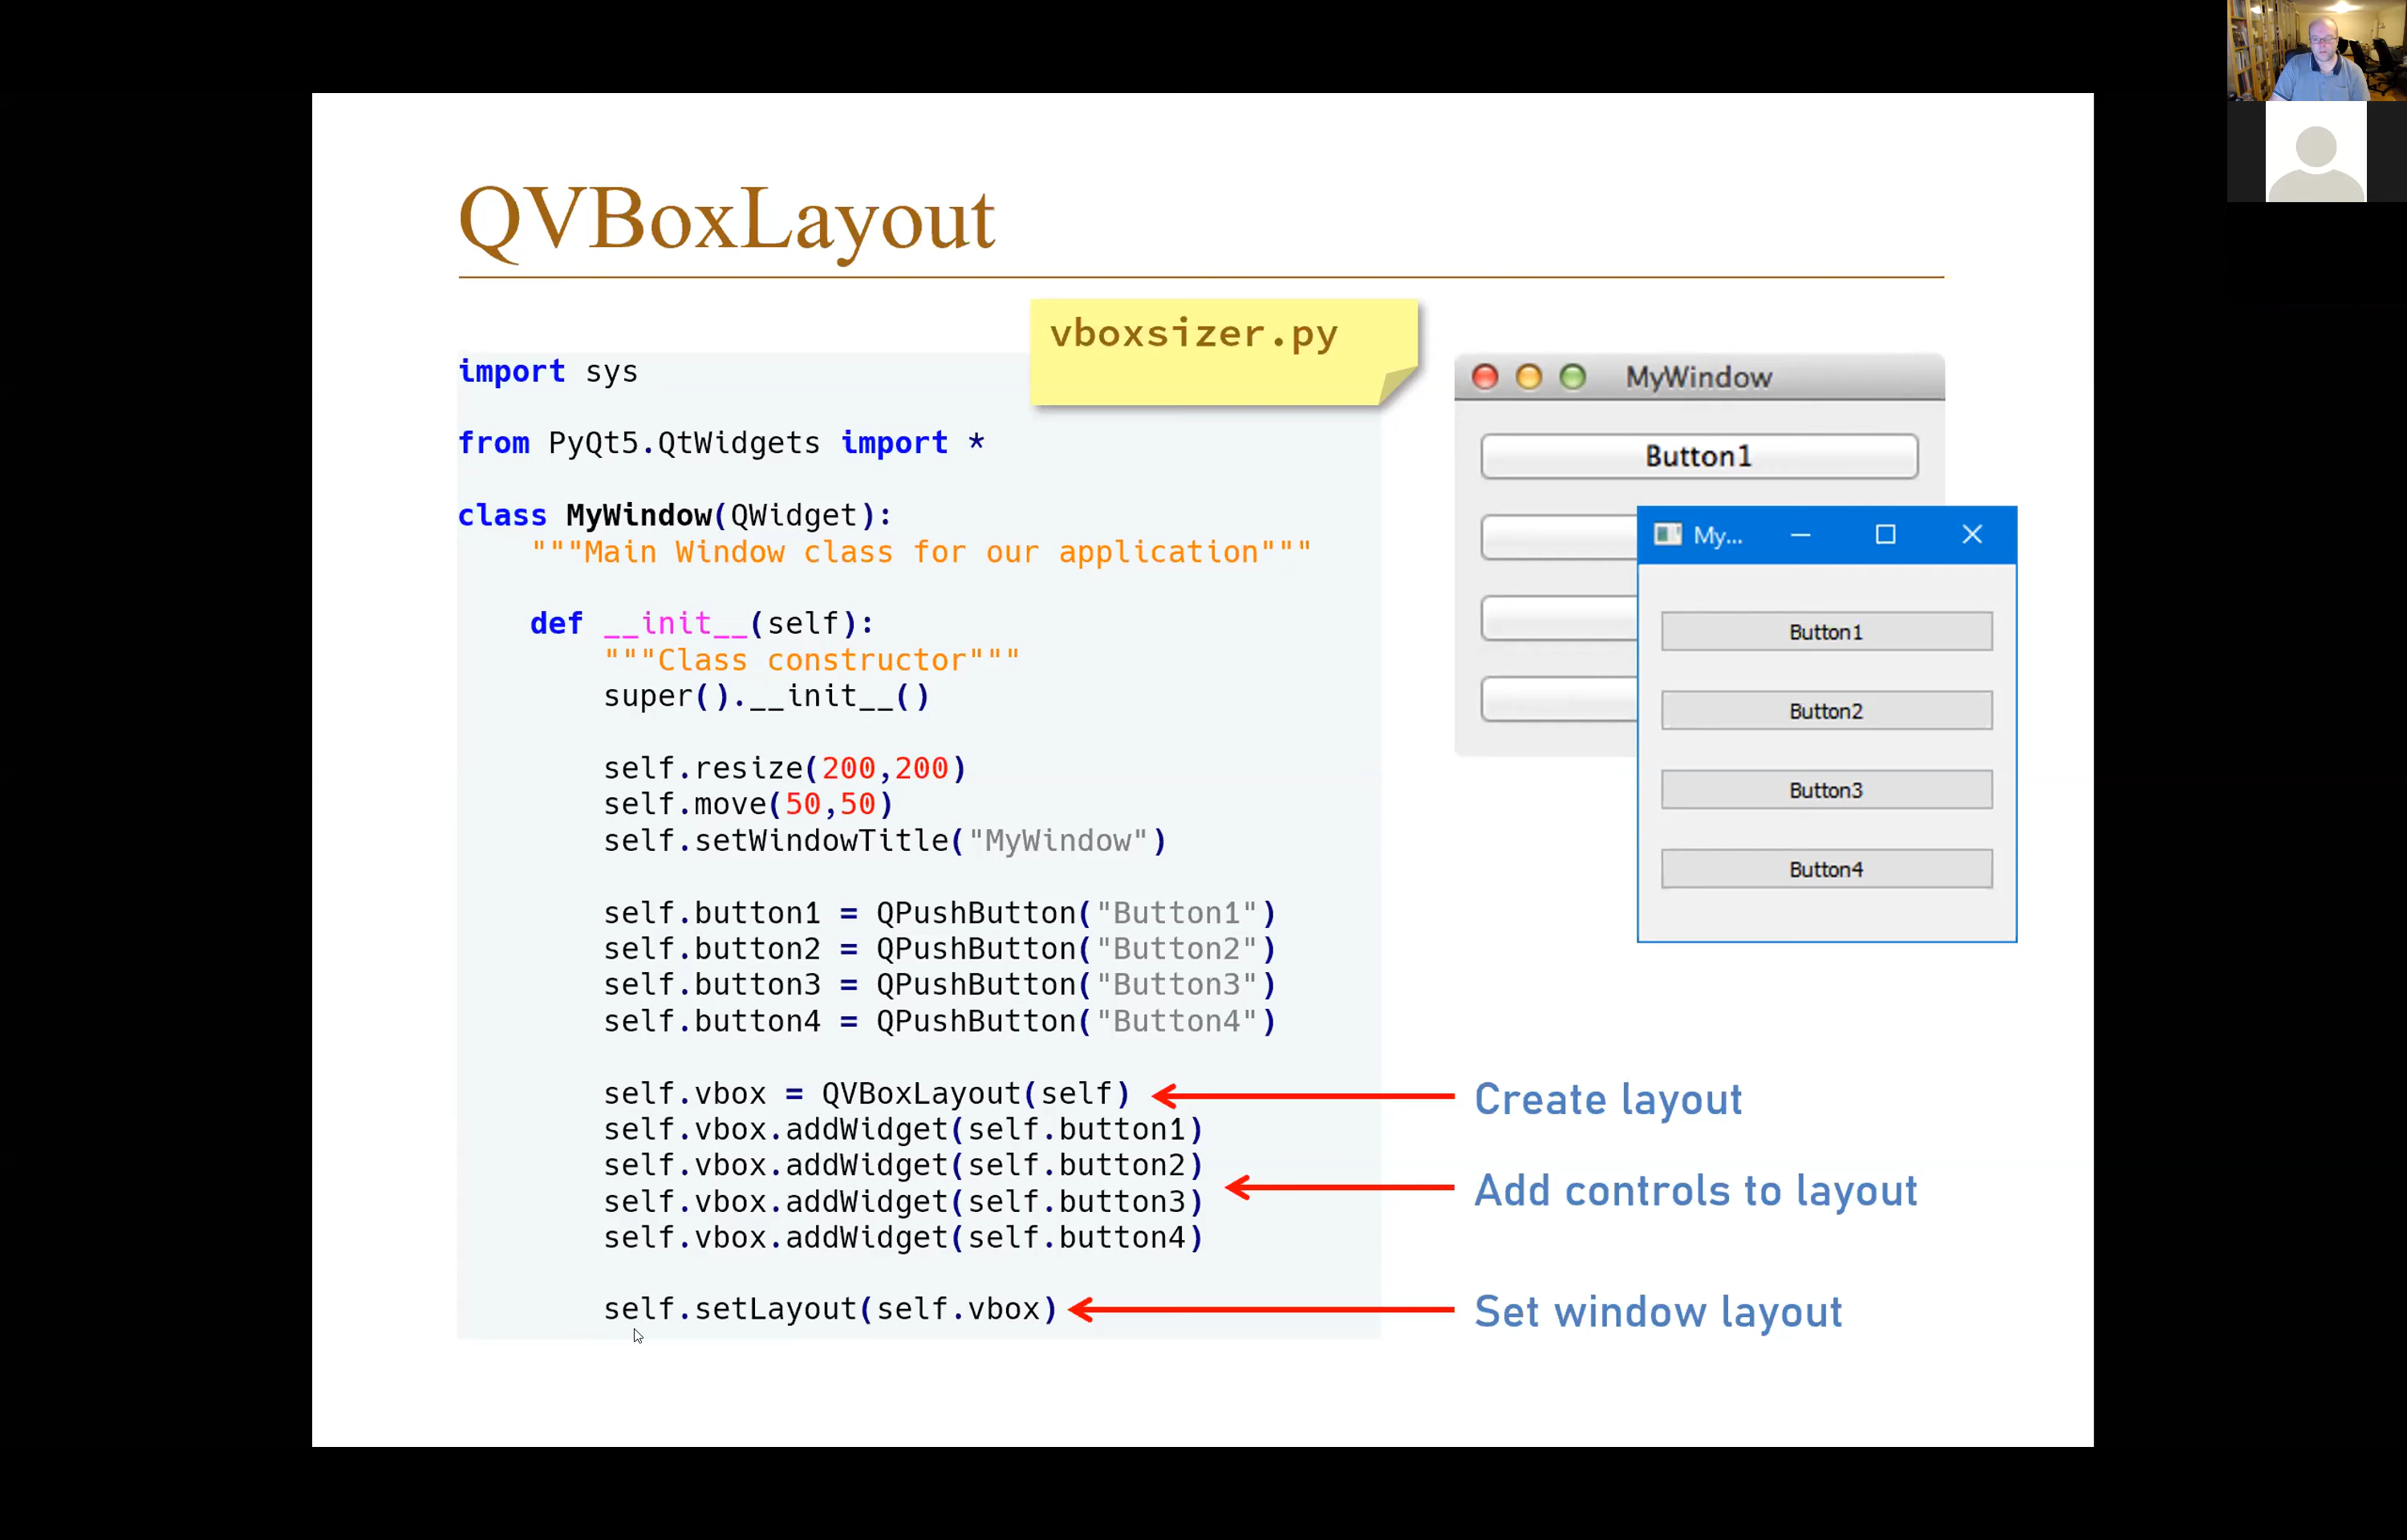 QVBoxLayout
vboxsizer.py
import sys
from PyQt5.QtWidgets import *
class MyWindow(QWidget):
"""Main Window class for our application"""
def __init__(self):
"""Class constructor"""
super().__init__()
self.resize(200,200)
self.move(50,50)
self.setWindowTitle("MyWindow")
self.button1 = QPushButton("Button1")
self.button2 = QPushButton("Button2")
self.button3 = QPushButton("Button3")
self.button4 = QPushButton("Button4")
self.vbox = QVBoxLayout(self)
self.vbox.addWidget(self.button1)
self.vbox.addWidget(self.button2)
self.vbox.addWidget(self.button3)
self.vbox.addWidget(self.button4)
self.setLayout(self.vbox)
MyWindow
Button1
My...
Button1
Button2
Button3
Button4
Create layout
Add controls to layout
Set window layout